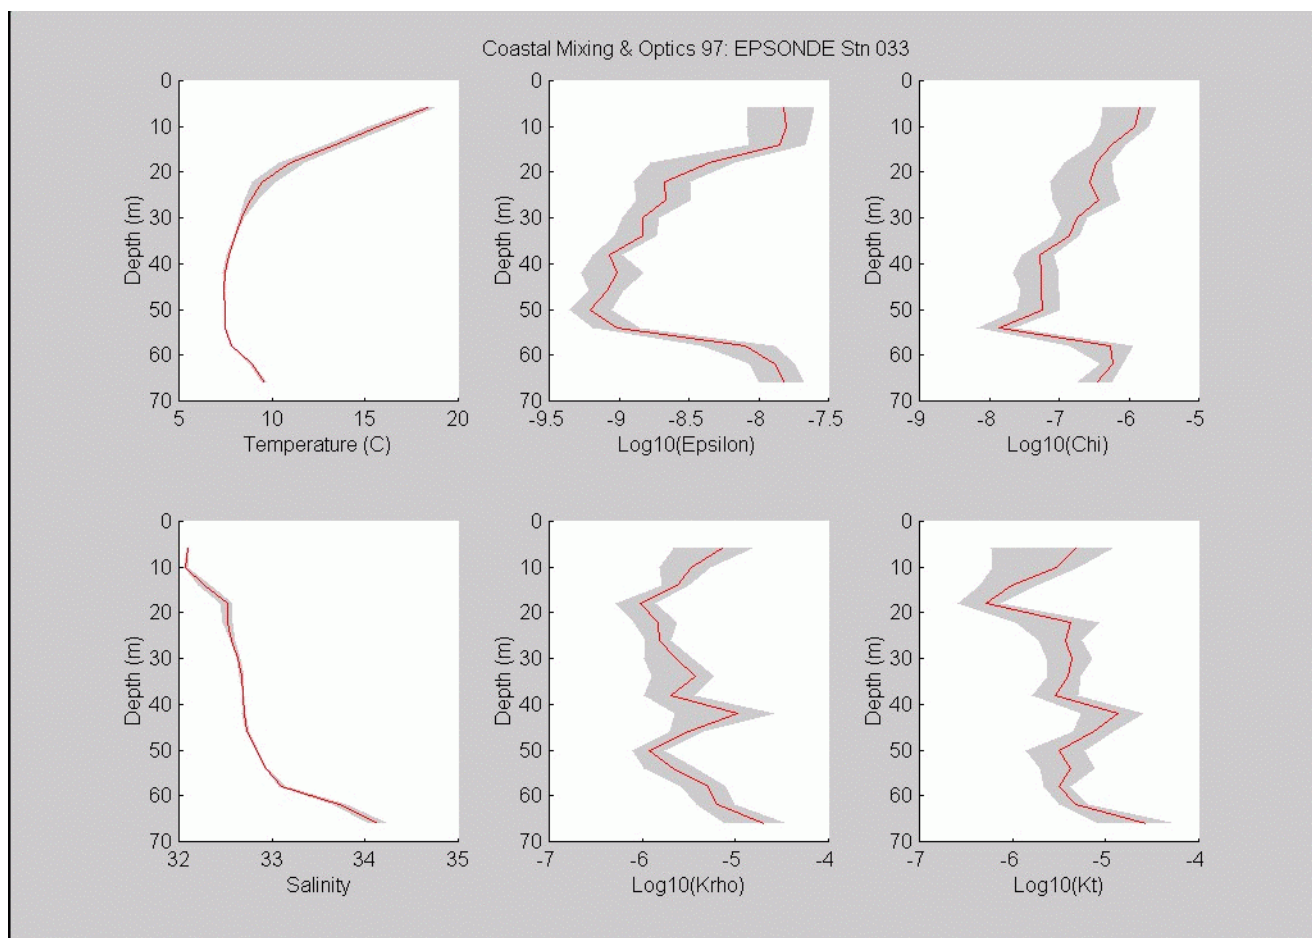 Coastal Mixing & Optics 97: EPSONDE Stn 033
0
10
20
30
40
50
60
70
Depth (m)
5 10 15 20
Temperature (C)
0
10
20
30
40
50
60
70
Depth (m)
-9.5 -9 -8.5 -8 -7.5
Log10(Epsilon)
0
10
20
30
40
50
60
70
Depth (m)
-9 -8 -7 -6 -5
Log10(Chi)
0
10
20
30
40
50
60
70
Depth (m)
32 33 34 35
Salinity
0
10
20
30
40
50
60
70
Depth (m)
-7 -6 -5 -4
Log10(Krho)
0
10
20
30
40
50
60
70
Depth (m)
-7 -6 -5 -4
Log10(Kt)